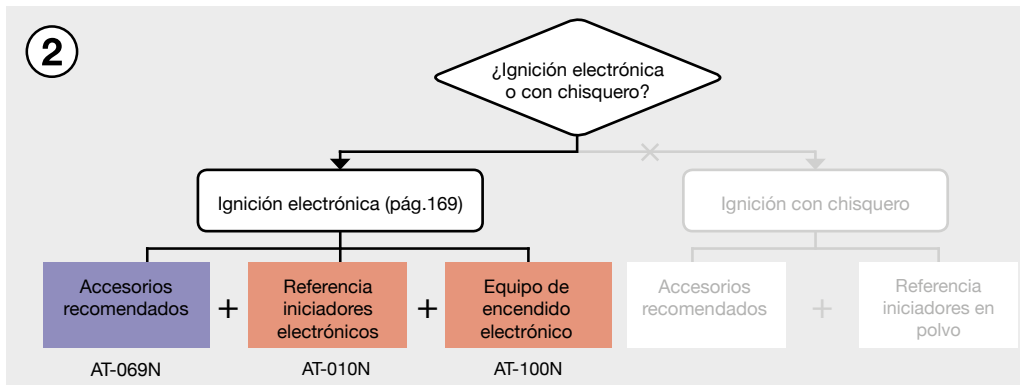 2
¿Ignición electrónica
o con chisquero?
Ignición electrónica (pág.169)
Ignición con chisquero
Accesorios
recomendados
+
Referencia
iniciadores
electrónicos
+
Equipo de
encendido
electrónico
Accesorios
recomendados
+
Referencia
iniciadores en
polvo
AT-069N
AT-010N
AT-100N